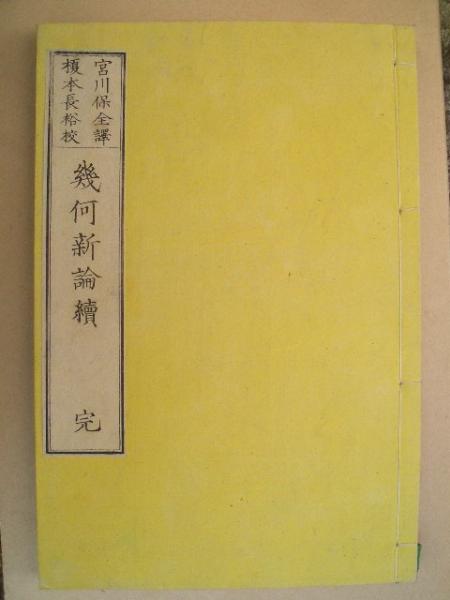 宮川保全譯
榎本長裕校
幾何新論續 完